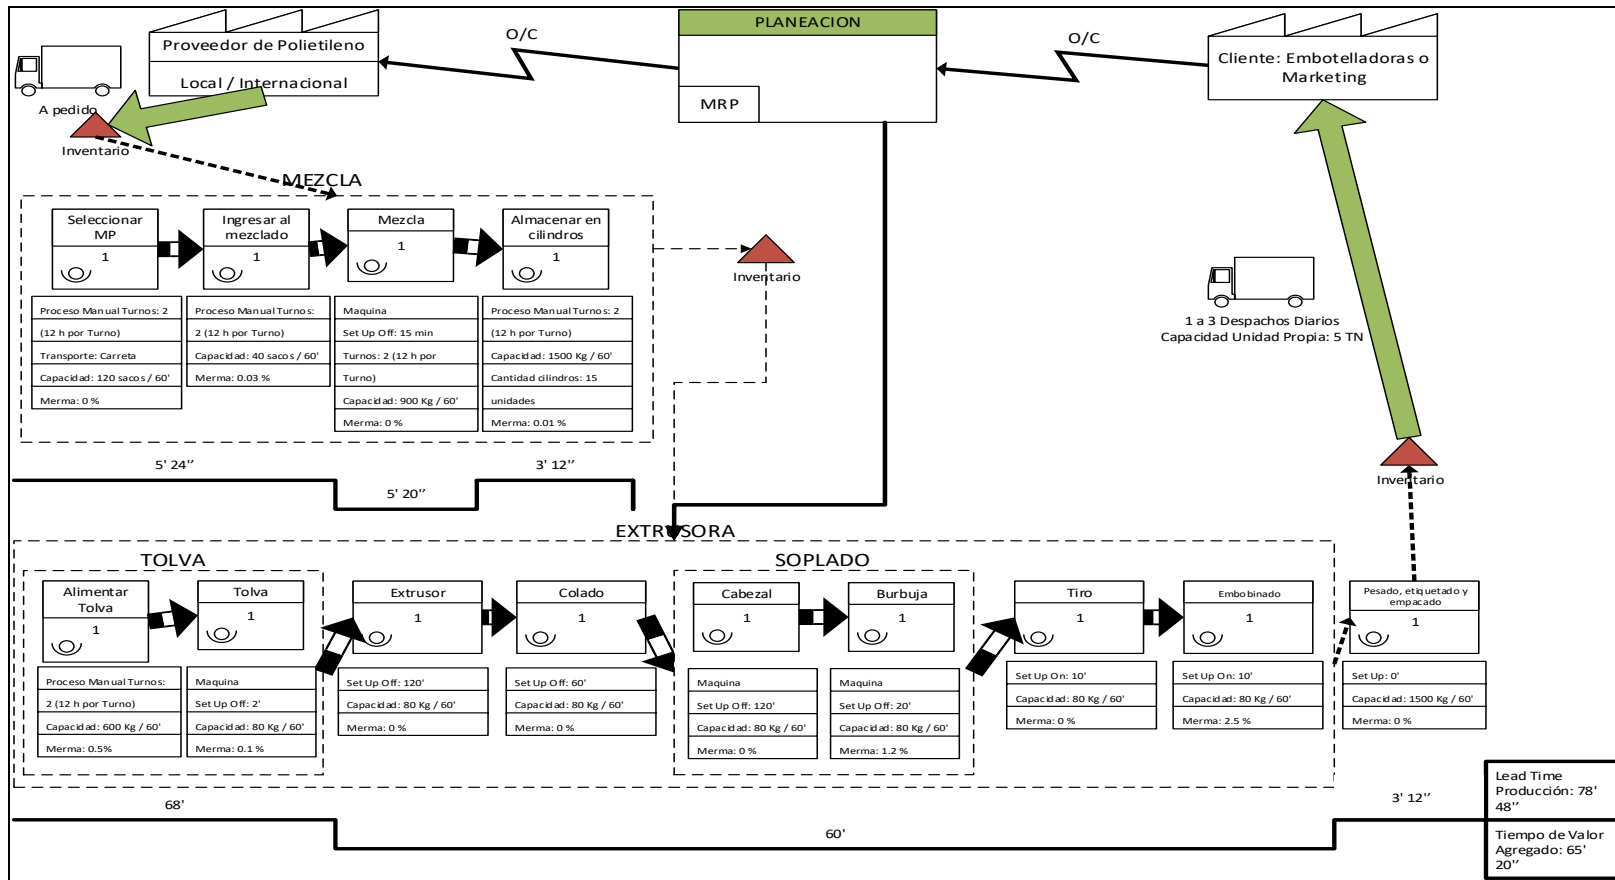 PLANEACION
MRP
O/C
O/C
Proveedor de Polietileno
Local / Internacional
A pedido
Inventario
Cliente: Embotelladoras o
Marketing
MEZCLA
Seleccionar
MP
1
Ingresar al
mezclado
1
Mezcla
1
Almacenar en
cilindros
1
Proceso Manual Turnos: 2
(12 h por Turno)
Transporte: Carreta
Capacidad: 120 sacos / 60'
Merma: 0 %
Proceso Manual Turnos:
2 (12 h por Turno)
Capacidad: 40 sacos / 60'
Merma: 0.03 %
Maquina
Set Up Off: 15 min
Turnos: 2 (12 h por
Turno)
Capacidad: 900 Kg / 60'
Merma: 0 %
Proceso Manual Turnos: 2
(12 h por Turno)
Capacidad: 1500 Kg / 60'
Cantidad cilindros: 15
unidades
Merma: 0.01 %
Inventario
1 a 3 Despachos Diarios
Capacidad Unidad Propia: 5 TN
Inventario
5' 24''
5' 20''
3' 12''
EXTRUSORA
TOLVA
SOPLADO
Alimentar
Tolva
1
Tolva
1
Extrusor
1
Colado
1
Cabezal
1
Burbuja
1
Tiro
1
Embobinado
1
Pesado, etiquetado y
empacado
1
Proceso Manual Turnos:
2 (12 h por Turno)
Capacidad: 600 Kg / 60'
Merma: 0.5%
Maquina
Set Up Off: 2'
Capacidad: 80 Kg / 60'
Merma: 0.1 %
Set Up Off: 120'
Capacidad: 80 Kg / 60'
Merma: 0 %
Set Up Off: 60'
Capacidad: 80 Kg / 60'
Merma: 0 %
Maquina
Set Up Off: 120'
Capacidad: 80 Kg / 60'
Merma: 0 %
Maquina
Set Up Off: 20'
Capacidad: 80 Kg / 60'
Merma: 1.2 %
Set Up On: 10'
Capacidad: 80 Kg / 60'
Merma: 0 %
Set Up On: 10'
Capacidad: 80 Kg / 60'
Merma: 2.5 %
Set Up: 0'
Capacidad: 1500 Kg / 60'
Merma: 0 %
68'
60'
3' 12''
Lead Time
Producción: 78'
48''
Tiempo de Valor
Agregado: 65'
20''